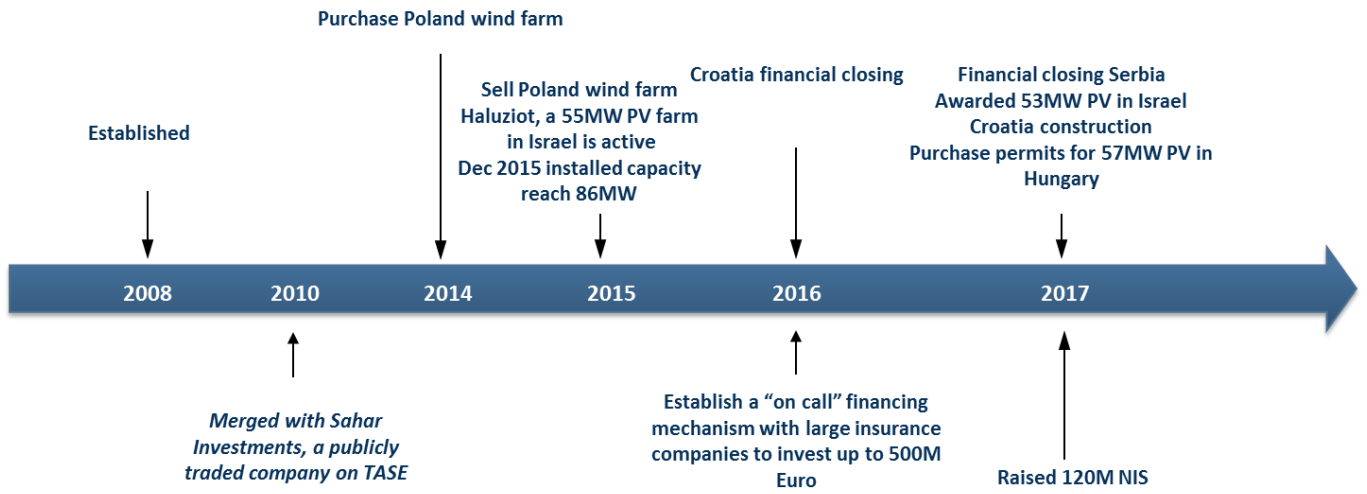 Purchase Poland wind farm
Established
Sell Poland wind farm
Haluziot, a 55MW PV farm
in Israel is active
Dec 2015 installed capacity
reach 86MW
Croatia financial closing
Financial closing Serbia
Awarded 53MW PV in Israel
Croatia construction
Purchase permits for 57MW PV in
Hungary
2008
2010
2014
2015
2016
2017
Merged with Sahar
Investments, a publicly
traded company on TASE
Establish a “on call” financing
mechanism with large insurance
companies to invest up to 500M
Euro
Raised 120M NIS